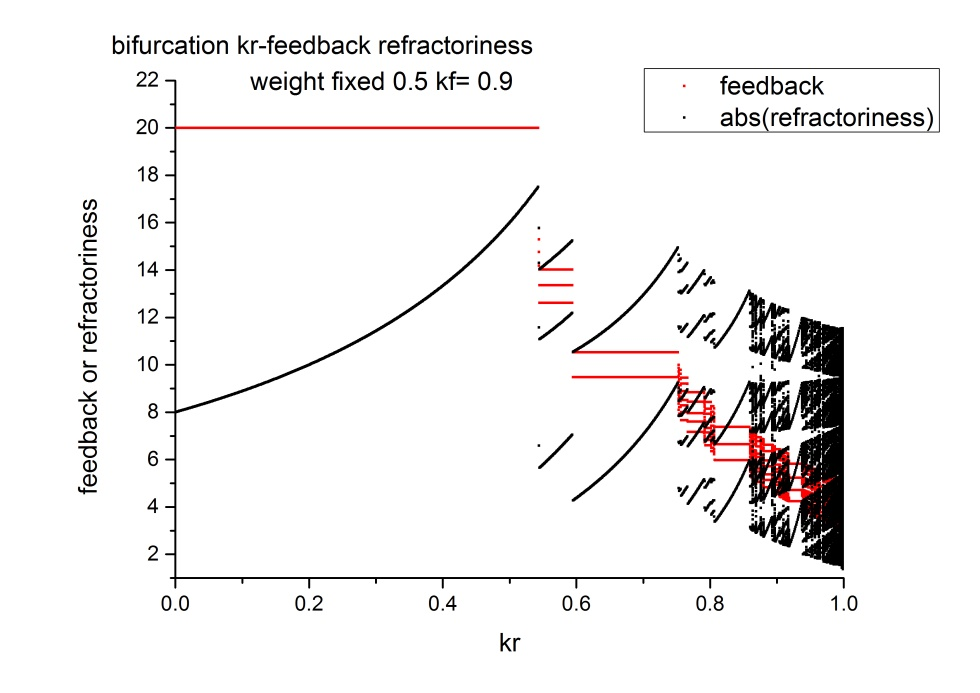 bifurcation kr-feedback refractoriness
weight fixed 0.5 kf= 0.9
feedback
abs(refractoriness)
feedback or refractoriness
22
20
18
16
14
12
10
8
6
4
2
0.0 0.2 0.4 0.6 0.8 1.0
kr